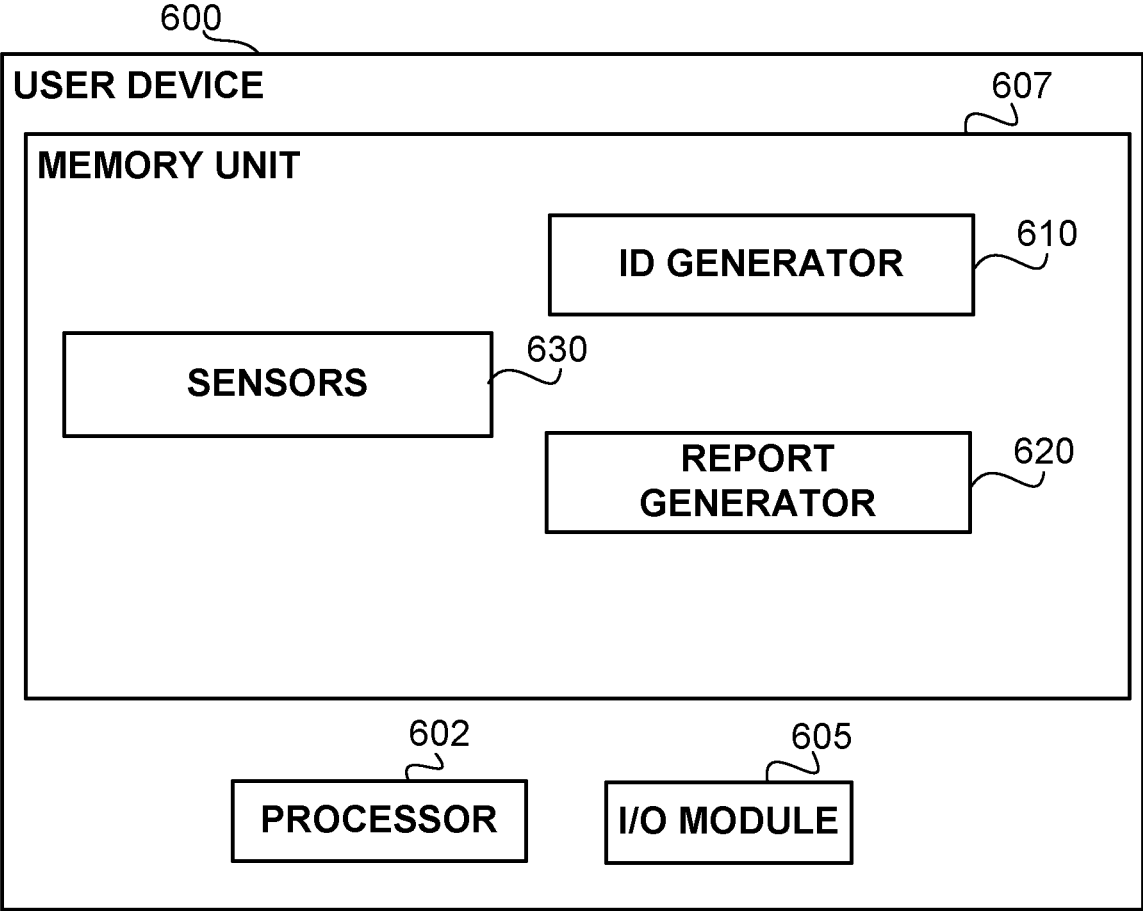 600
USER DEVICE
607
MEMORY UNIT
ID GENERATOR
610
SENSORS
630
REPORT
GENERATOR
620
602
PROCESSOR
605
I/O MODULE